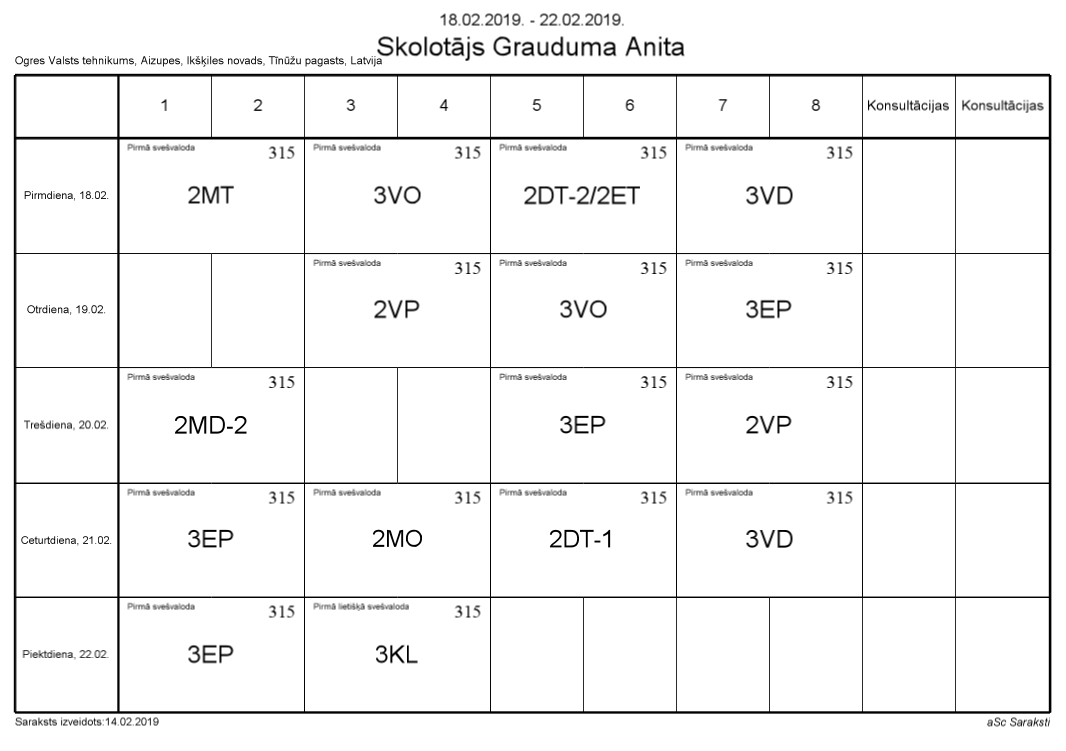 18.02.2019. - 22.02.2019.
Skolotājs Grauduma Anita
Ogres Valsts tehnikums, Aizupes, Ikšķiles novads, Tīnūžu pagasts, Latvija
1 2 3 4 5 6 7 8 Konsultācijas Konsultācijas
Pirmā svešvaloda 315 Pirmā svešvaloda 315 Pirmā svešvaloda 315 Pirmā svešvaloda 315
Pirmdiena, 18.02. 2MT 3VO 2DT-2/2ET 3VD
Pirmā svešvaloda 315 Pirmā svešvaloda 315 Pirmā svešvaloda 315
Otrdiena, 19.02. 2VP 3VO 3EP
Pirmā svešvaloda 315 Pirmā svešvaloda 315 Pirmā svešvaloda 315
Trešdiena, 20.02. 2MD-2 3EP 2VP
Pirmā svešvaloda 315 Pirmā svešvaloda 315 Pirmā svešvaloda 315 Pirmā svešvaloda 315
Ceturtdiena, 21.02. 3EP 2MO 2DT-1 3VD
Pirmā svešvaloda 315 Pirmā lietišķā svešvaloda 315
Piektdiena, 22.02. 3EP 3KL
Saraksts izveidots:14.02.2019 aSc Saraksti